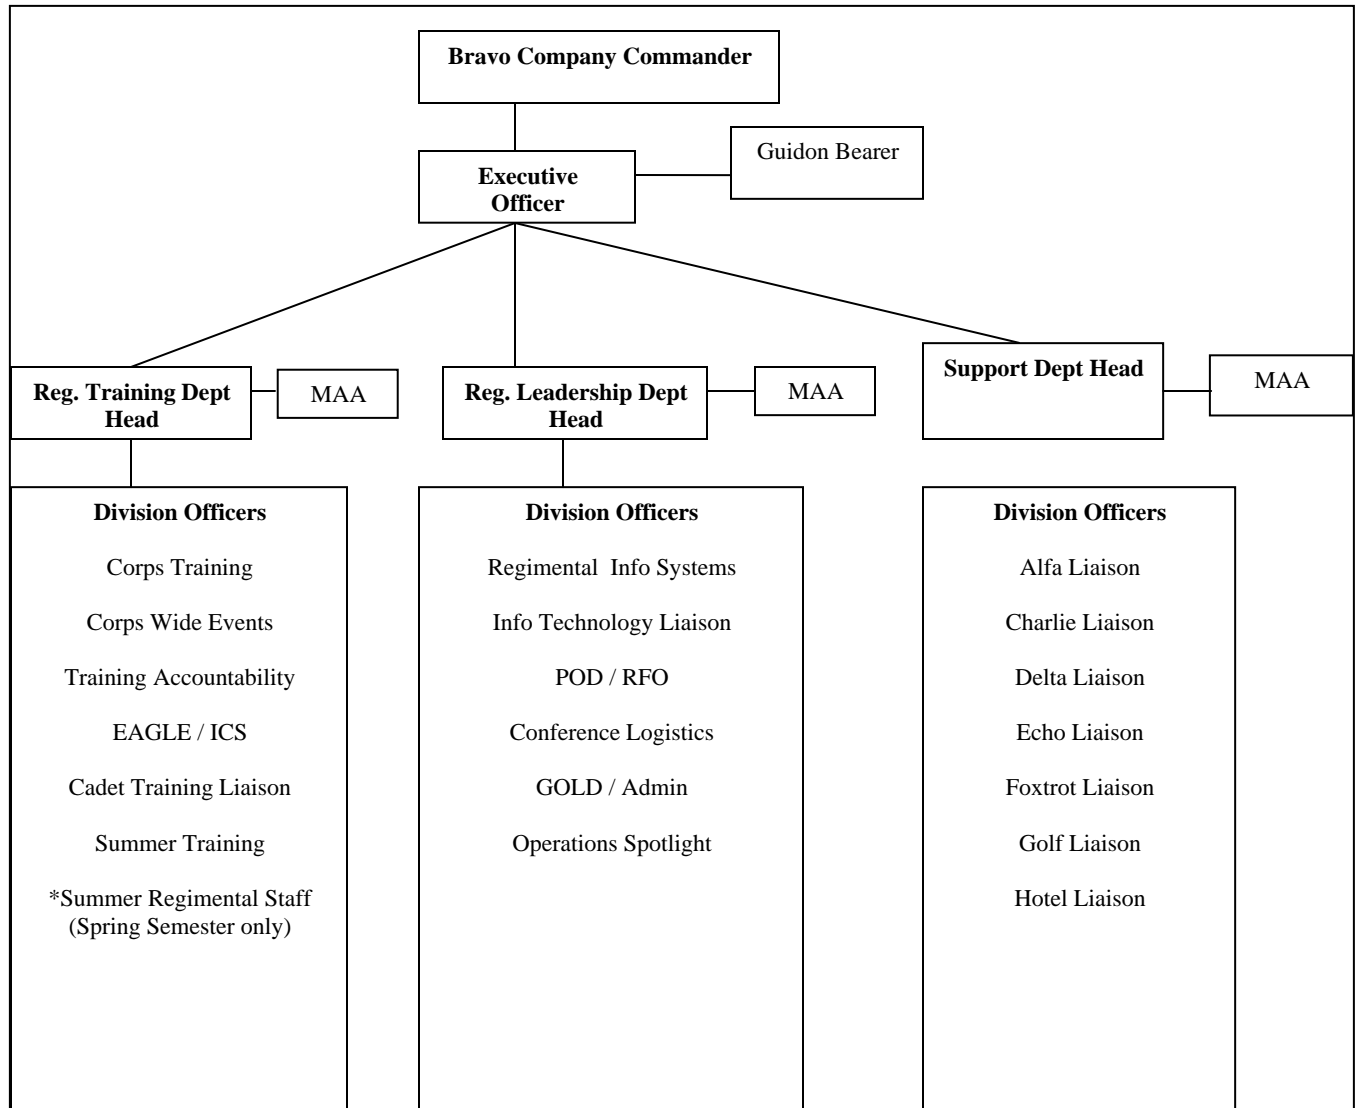 Bravo Company Commander
Executive
Officer
Guidon Bearer
Reg. Training Dept
Head
MAA
Reg. Leadership Dept
Head
MAA
Support Dept Head
MAA
Division Officers
Corps Training
Corps Wide Events
Training Accountability
EAGLE / ICS
Cadet Training Liaison
Summer Training
*Summer Regimental Staff
(Spring Semester only)
Division Officers
Regimental  Info Systems
Info Technology Liaison
POD / RFO
Conference Logistics
GOLD / Admin
Operations Spotlight
Division Officers
Alfa Liaison
Charlie Liaison
Delta Liaison
Echo Liaison
Foxtrot Liaison
Golf Liaison
Hotel Liaison